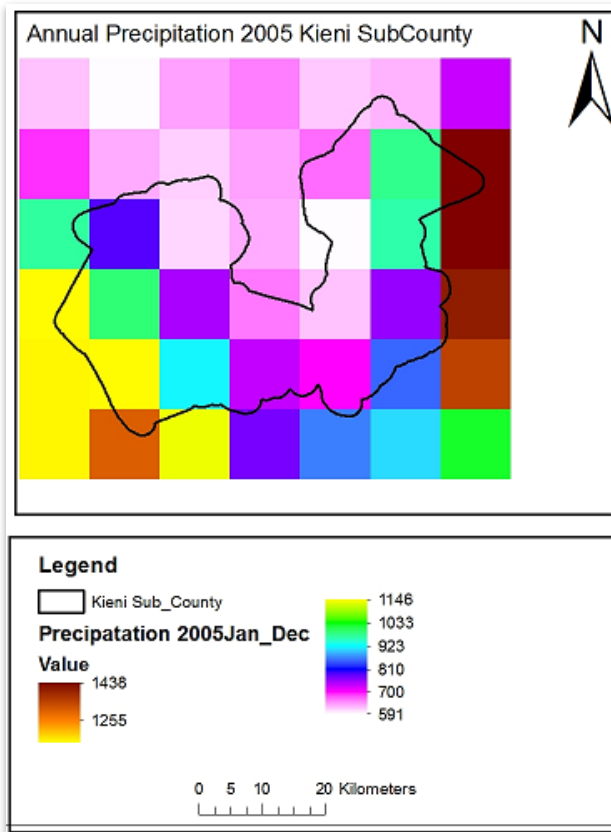 Annual Precipitation 2005 Kieni SubCounty
N
Legend
Kieni Sub_County
Precipatation 2005Jan_Dec
Value
1438
1255
1146
1033
923
810
700
591
0 5 10 20 Kilometers